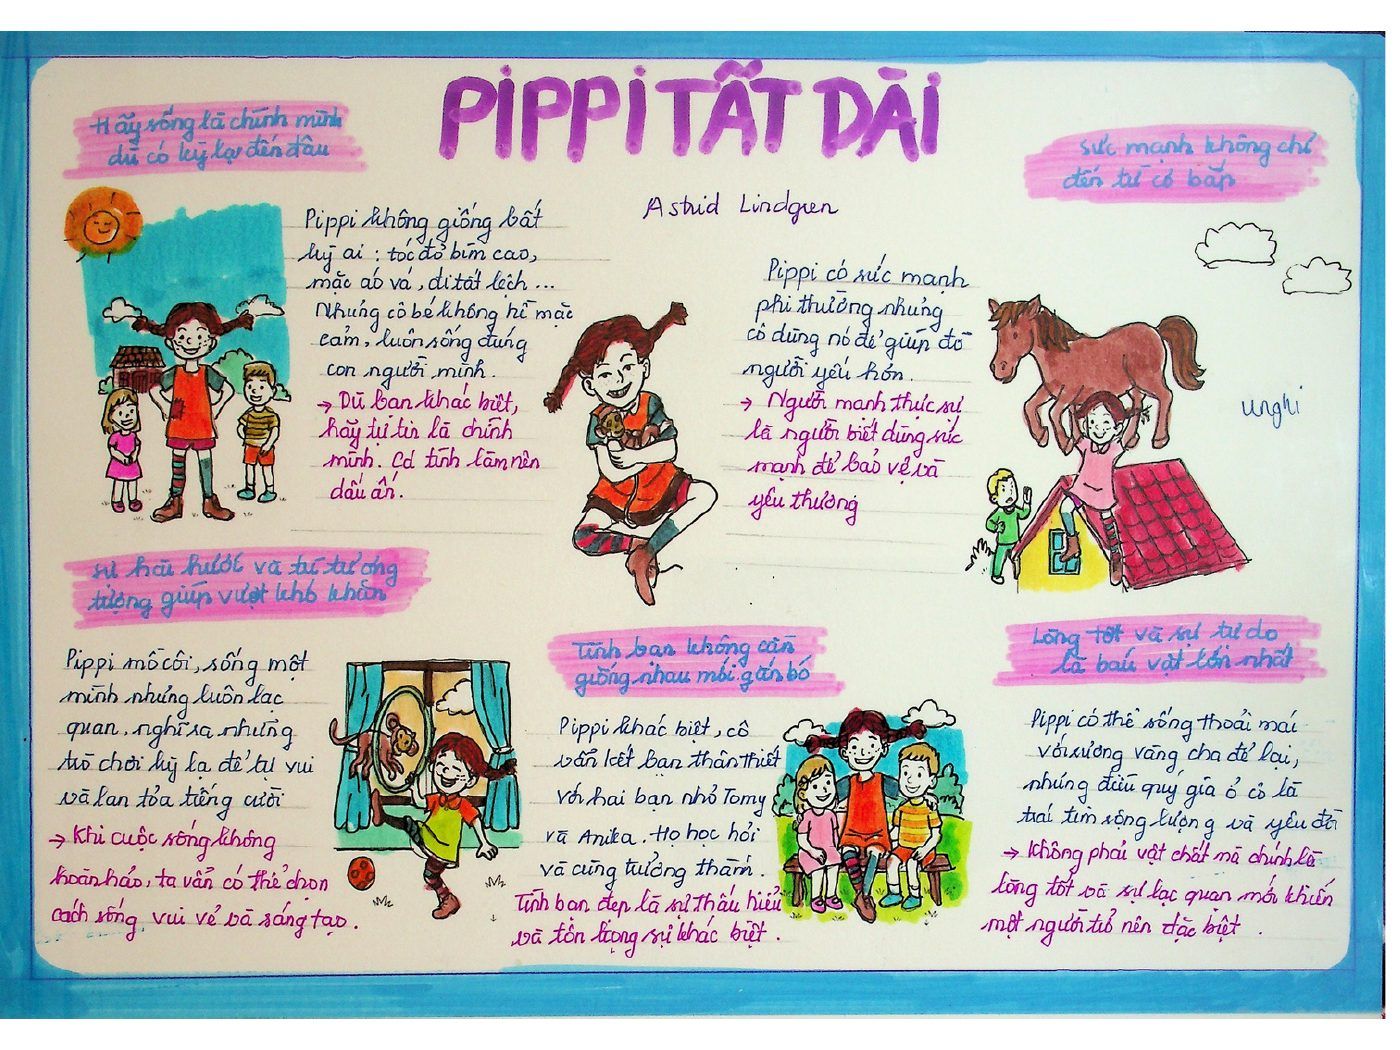 PIPPI TẤT DÀI
Astrid Lindgren
Hãy sống là chính mình
dù có kỳ lạ đến đâu
Pippi không giống bất
kỳ ai : tóc đỏ bím cao,
mặc áo vá, đi tất lệch ...
Nhưng cô bé không hề mặc
cảm, luôn sống đúng
con người mình.
→ Dù bạn khác biệt,
hãy tự tin là chính
mình. Cá tính làm nên
dấu ấn.
sức mạnh không chỉ
đến từ cơ bắp
Pippi có sức mạnh
phi thường nhưng
cô dùng nó để giúp đỡ
người yếu hơn.
→ Người mạnh thực sự
là người biết dùng sức
mạnh để bảo vệ và
yêu thương
unghi
sự hài hước và trí tưởng
tượng giúp vượt khó khăn
Pippi mồ côi, sống một
mình nhưng luôn lạc
quan, nghĩ ra những
trò chơi kỳ lạ để tự vui
và lan tỏa tiếng cười
→ Khi cuộc sống không
hoàn hảo, ta vẫn có thể chọn
cách sống vui vẻ và sáng tạo.
Tình bạn không cần
giống nhau mới gắn bó
Pippi khác biệt, cô
vẫn kết bạn thân thiết
với hai bạn nhỏ Tomy
và Anika. Họ học hỏi
và cùng trưởng thành.
Tình bạn đẹp là sự thấu hiểu
và tôn trọng sự khác biệt.
Lòng tốt và sự tự do
là báu vật lớn nhất
Pippi có thể sống thoải mái
với rương vàng cha để lại,
nhưng điều quý giá ở cô là
trái tim rộng lượng và yêu đời
→ Không phải vật chất mà chính là
lòng tốt và sự lạc quan mới khiến
một người trở nên đặc biệt .